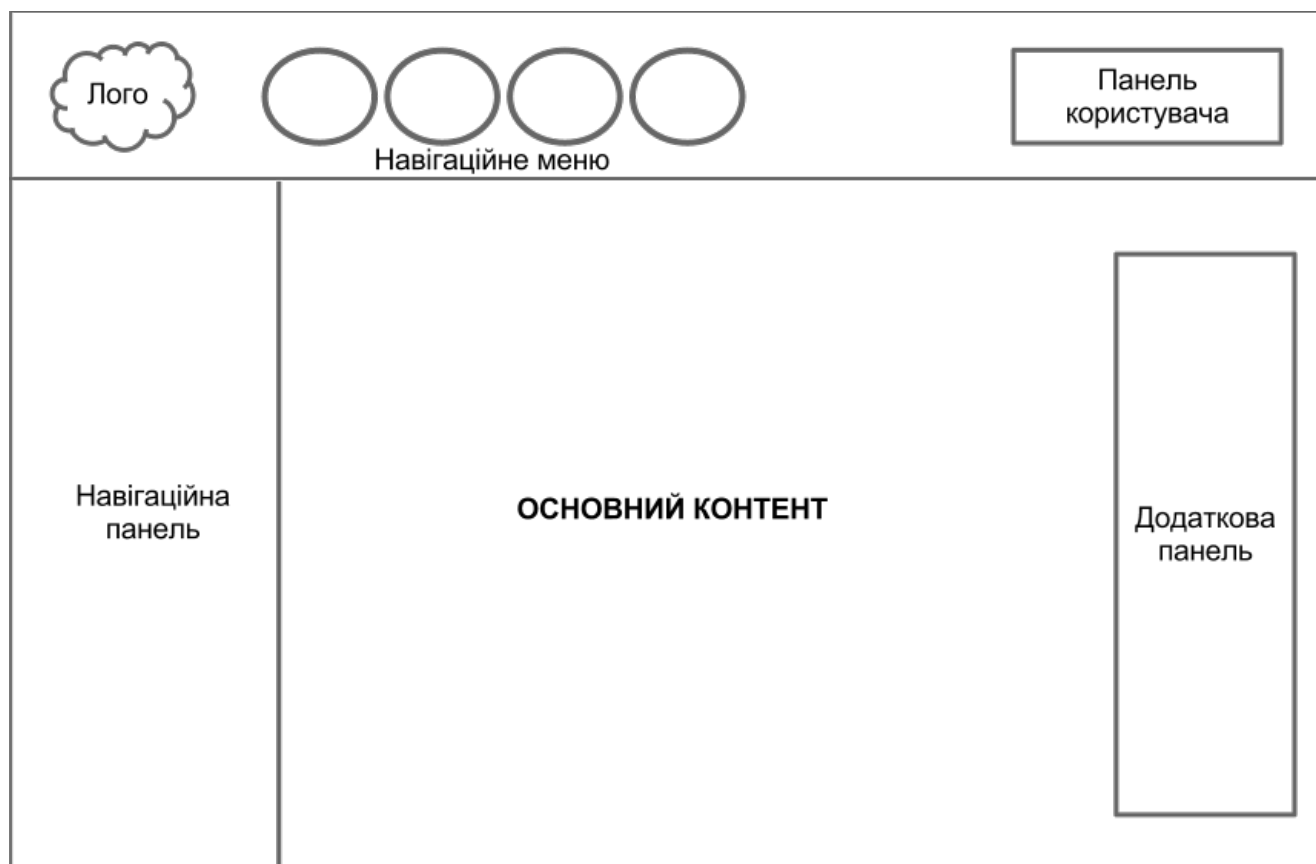 Лого
Панель
користувача
Навігаційне меню
Навігаційна
панель
ОСНОВНИЙ КОНТЕНТ
Додаткова
панель